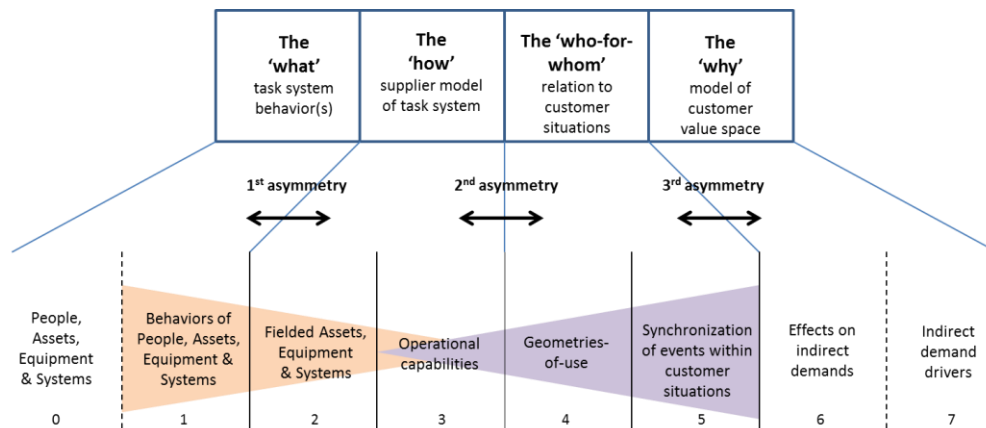 The
‘what’
task system
behavior(s)
The
‘how’
supplier model
of task system
The ‘who-for-
whom’
relation to
customer
situations
The
‘why’
model of
customer
value space
1st asymmetry
2nd asymmetry
3rd asymmetry
People,
Assets,
Equipment
& Systems
Behaviors of
People, Assets,
Equipment &
Systems
Fielded Assets,
Equipment
& Systems
Operational
capabilities
Geometries-
of-use
Synchronization
of events within
customer
situations
Effects on
indirect
demands
Indirect
demand
drivers
0
1
2
3
4
5
6
7